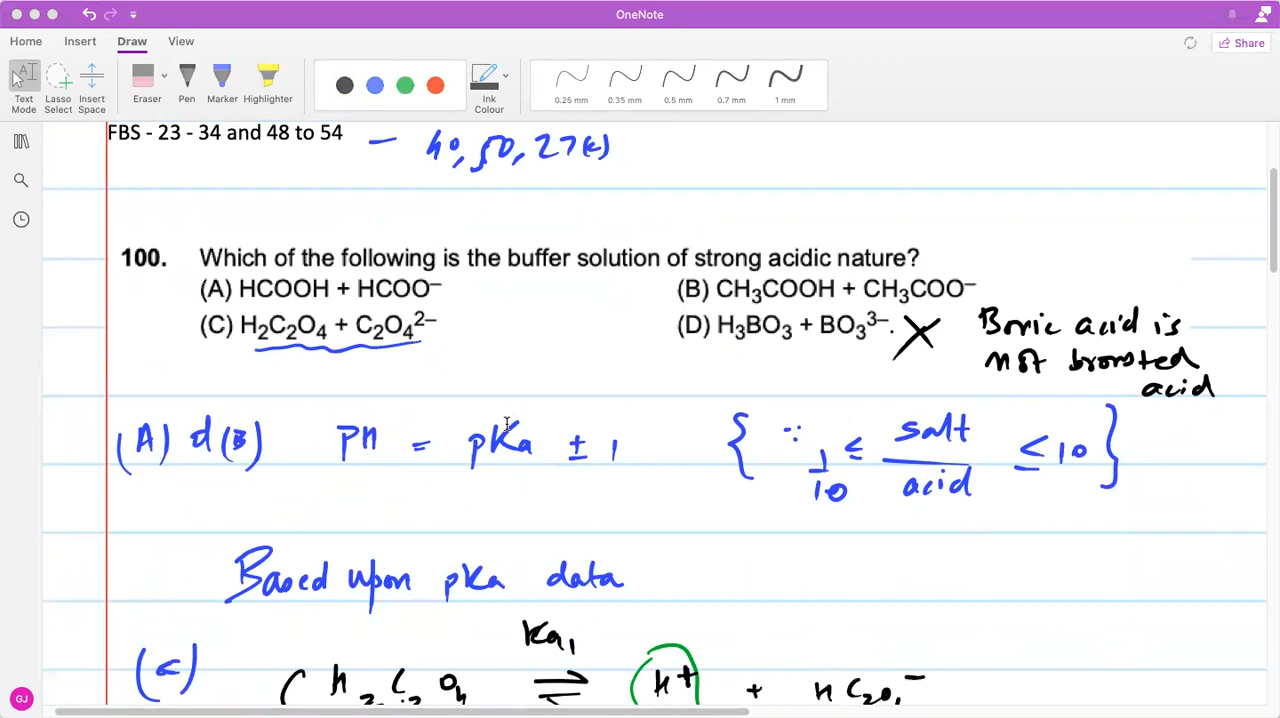 OneNote
Home Insert Draw View
Share
Text Mode
Lasso Select
Insert Space
Eraser
Pen
Marker
Highlighter
Ink Colour
0.25 mm
0.35 mm
0.5 mm
0.7 mm
1 mm
FBS - 23 - 34 and 48 to 54 — 40, 50, 27(c)
100. Which of the following is the buffer solution of strong acidic nature?
(A) HCOOH + HCOO⁻ (B) CH₃COOH + CH₃COO⁻
(C) H₂C₂O₄ + C₂O₄²⁻ (D) H₃BO₃ + BO₃³⁻.
Boric acid is
not bronsted
acid
(A) d (B) pH = pKa ± 1 { ∵ 1/10 ≤ salt/acid ≤ 10 }
Based upon pKa data
Ka₁
(c) ( H₂C₂O₄ ⇌ H+ + HC₂O₄⁻
GJ